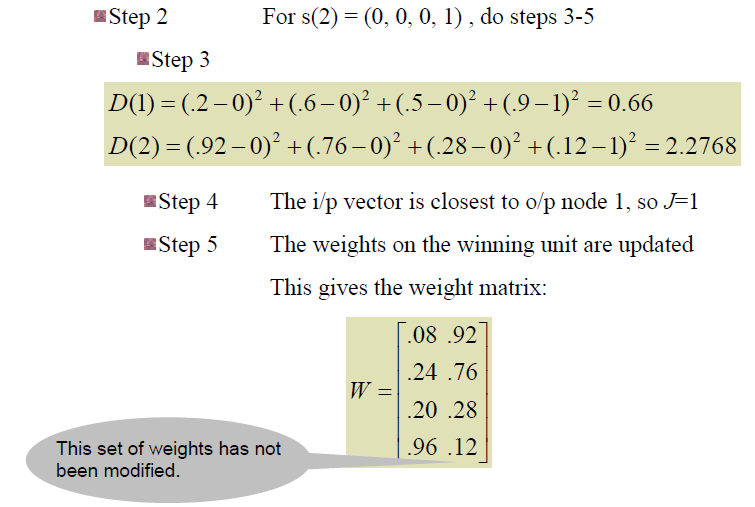 Step 2 For s(2) = (0, 0, 0, 1) , do steps 3-5
Step 3
D(1) = (.2 – 0)² + (.6 – 0)² + (.5 – 0)² + (.9 – 1)² = 0.66
D(2) = (.92 – 0)² + (.76 – 0)² + (.28 – 0)² + (.12 – 1)² = 2.2768
Step 4 The i/p vector is closest to o/p node 1, so J=1
Step 5 The weights on the winning unit are updated
This gives the weight matrix:
.08 .92
.24 .76
W =
.20 .28
.96 .12
This set of weights has not
been modified.